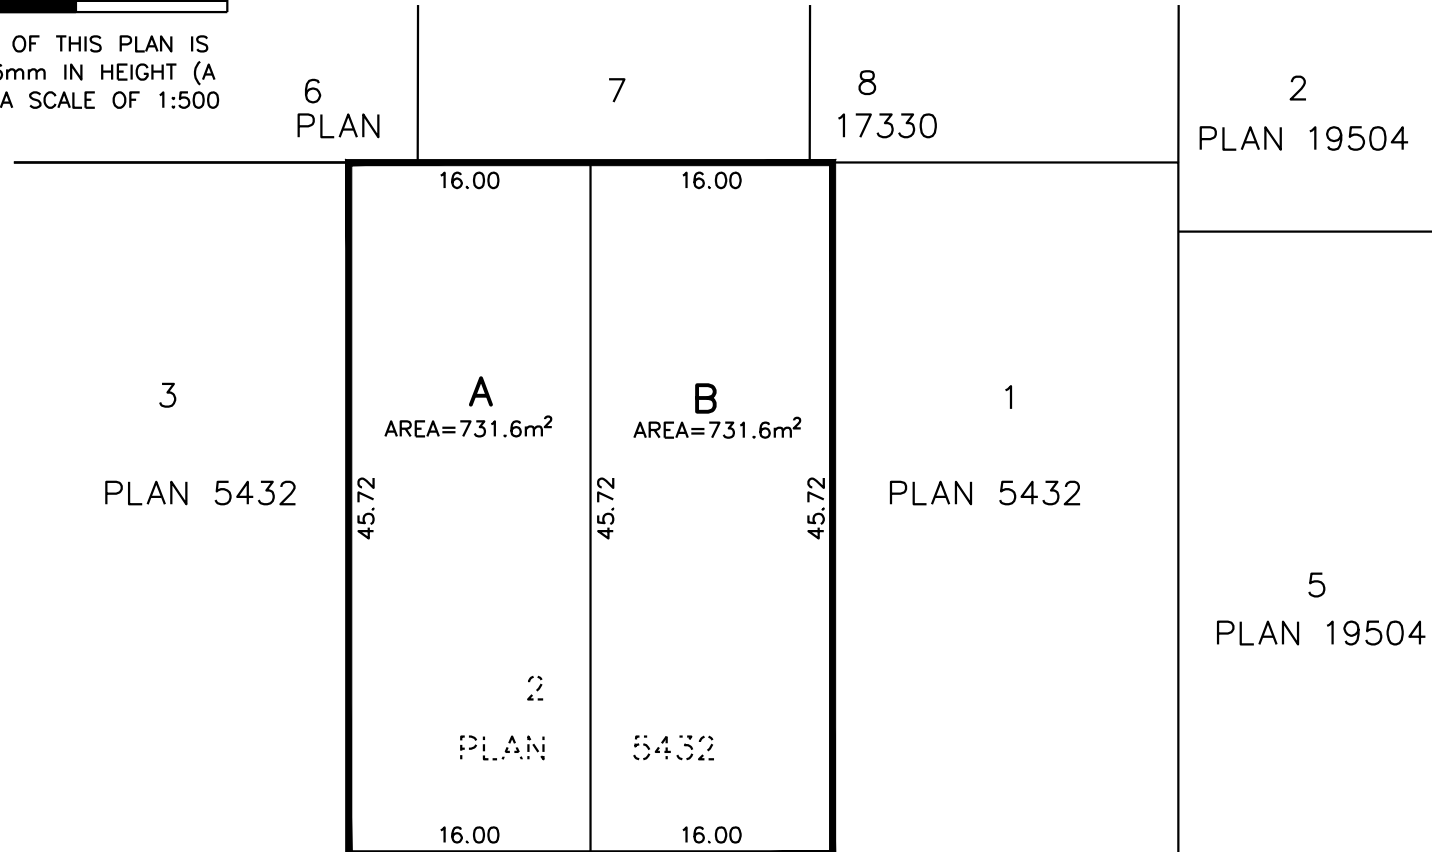 OF THIS PLAN IS
mm IN HEIGHT (A
A SCALE OF 1:500
6
PLAN
7
8
17330
2
PLAN 19504
16.00
16.00
3
PLAN 5432
A
AREA=731.6m²
B
AREA=731.6m²
1
PLAN 5432
45.72
45.72
45.72
5
PLAN 19504
2
PLAN 5432
16.00
16.00